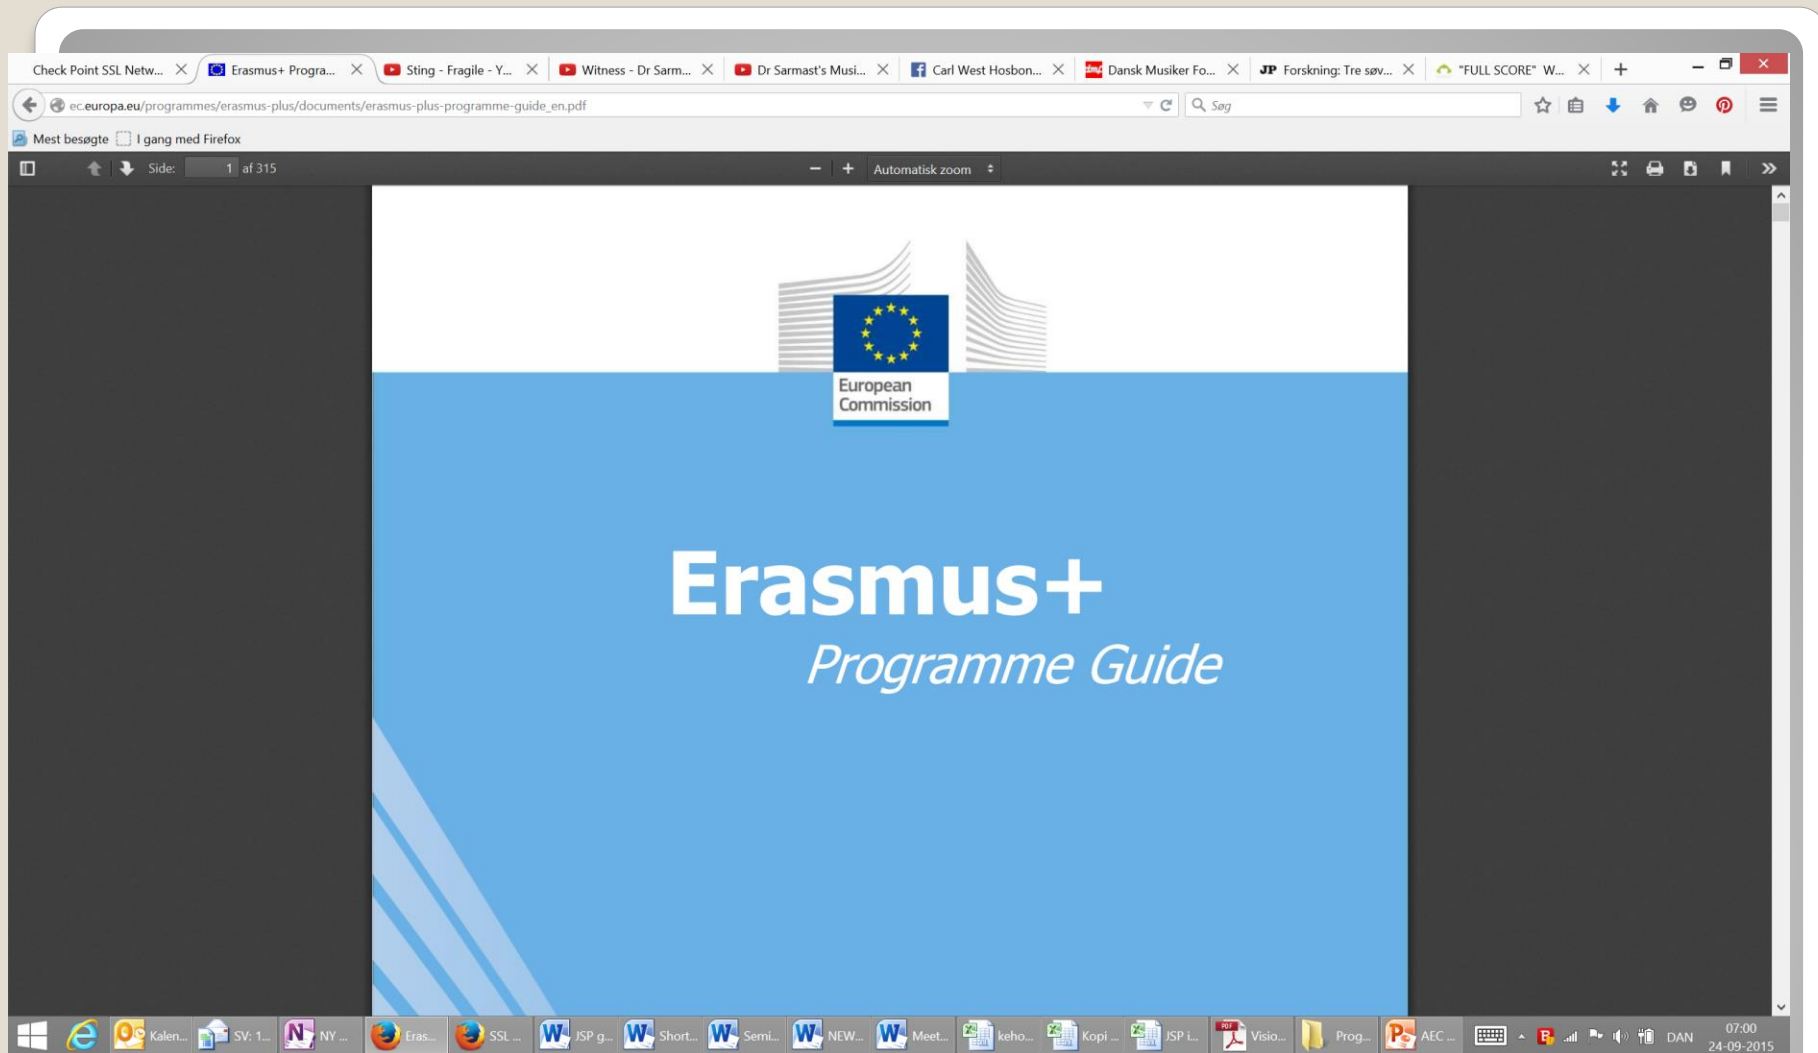 Check Point SSL Netw...
Erasmus+ Progra...
Sting - Fragile - Y...
Witness - Dr Sarm...
Dr Sarmast's Musi...
Carl West Hosbon...
Dansk Musiker Fo...
JP Forskning: Tre søv...
"FULL SCORE" W...
ec.europa.eu/programmes/erasmus-plus/documents/erasmus-plus-programme-guide_en.pdf
Søg
Mest besøgte
I gang med Firefox
Side: 1 af 315
Automatisk zoom
European
Commission
Erasmus+
Programme Guide
Kalen...
SV: 1...
NY ...
Eras...
SSL ...
JSP g...
Short...
Semi...
NEW...
Meet...
keho...
Kopi ...
JSP i...
Visio...
Prog...
AEC ...
DAN
07:00
24-09-2015